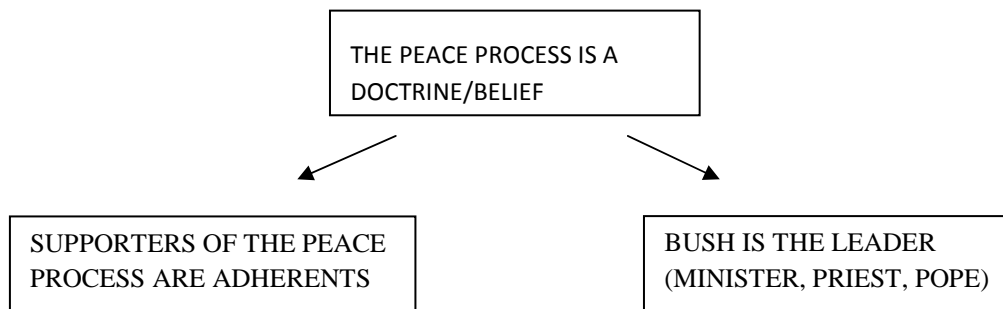 THE PEACE PROCESS IS A
DOCTRINE/BELIEF
SUPPORTERS OF THE PEACE
PROCESS ARE ADHERENTS
BUSH IS THE LEADER
(MINISTER, PRIEST, POPE)